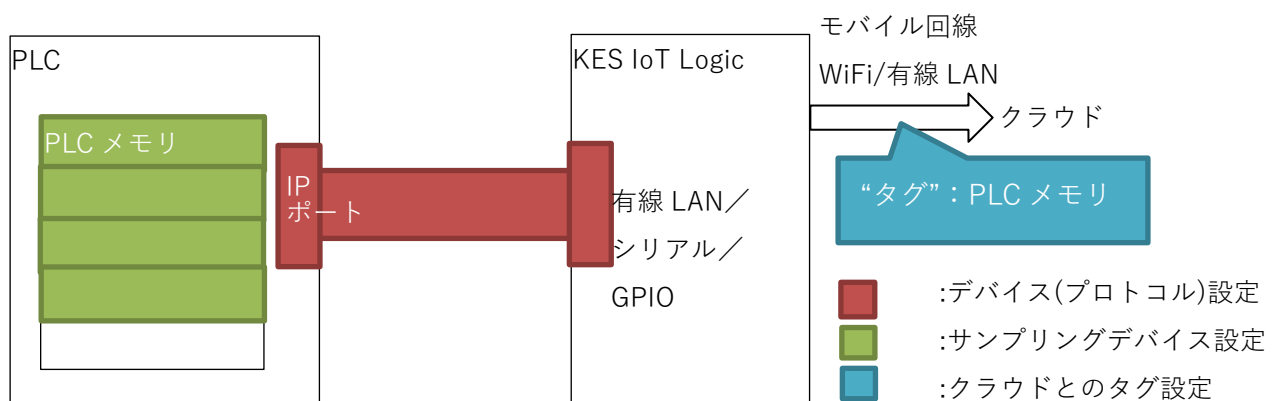 PLC
PLC メモリ
IP
ポート
KES IoT Logic
有線 LAN／
シリアル／
GPIO
モバイル回線
WiFi/有線 LAN
クラウド
“タグ”：PLC メモリ
:デバイス(プロトコル)設定
:サンプリングデバイス設定
:クラウドとのタグ設定